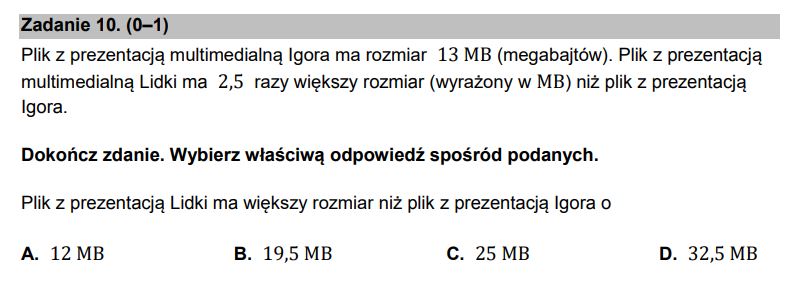 Zadanie 10. (0–1)
Plik z prezentacją multimedialną Igora ma rozmiar 13 MB (megabajtów). Plik z prezentacją
multimedialną Lidki ma 2,5 razy większy rozmiar (wyrażony w MB) niż plik z prezentacją
Igora.
Dokończ zdanie. Wybierz właściwą odpowiedź spośród podanych.
Plik z prezentacją Lidki ma większy rozmiar niż plik z prezentacją Igora o
A. 12 MB B. 19,5 MB C. 25 MB D. 32,5 MB